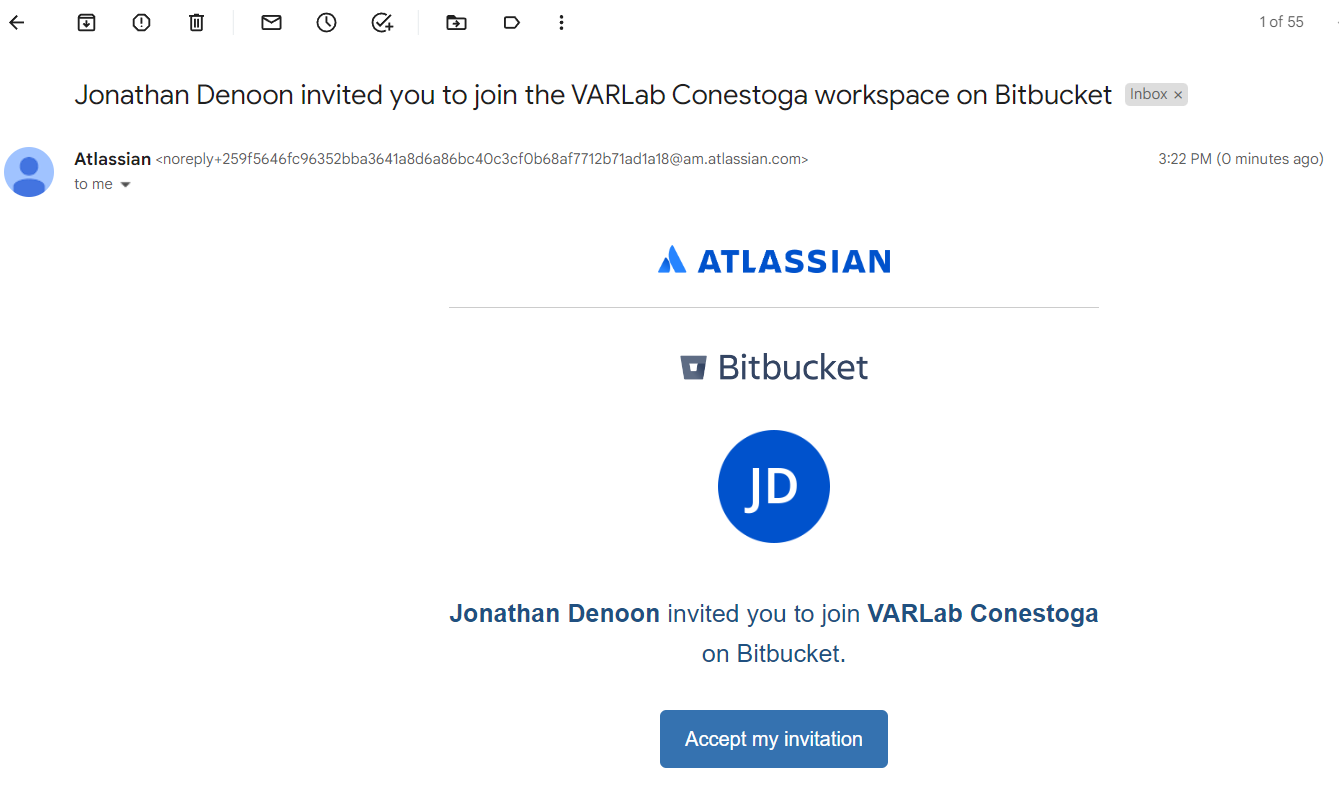 1 of 55
Jonathan Denoon invited you to join the VARLab Conestoga workspace on Bitbucket Inbox ×
Atlassian <noreply+259f5646fc96352bba3641a8d6a86bc40c3cf0b68af7712b71ad1a18@am.atlassian.com> 3:22 PM (0 minutes ago)
to me
ATLASSIAN
Bitbucket
JD
Jonathan Denoon invited you to join VARLab Conestoga
on Bitbucket.
Accept my invitation